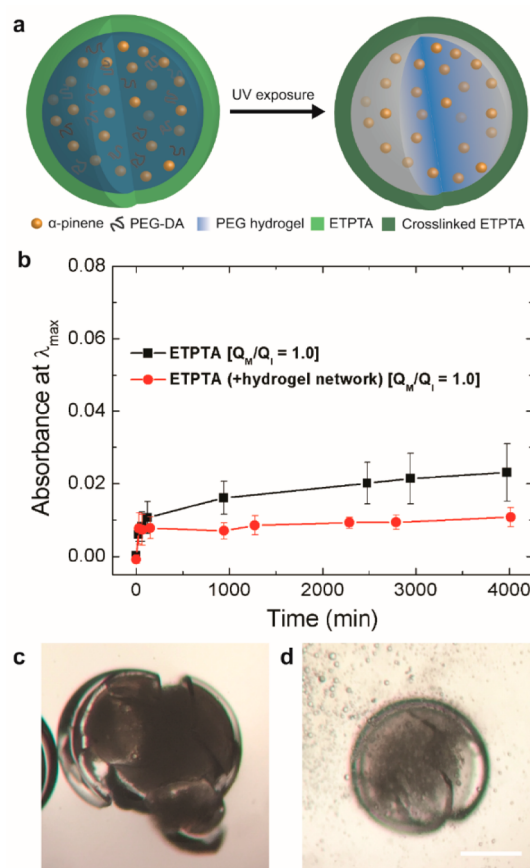 a
UV exposure
α-pinene PEG-DA PEG hydrogel ETPTA Crosslinked ETPTA
b
0.08
0.06
0.04
0.02
0.00
Absorbance at λmax
ETPTA [QM/QI = 1.0]
ETPTA (+hydrogel network) [QM/QI = 1.0]
0 1000 2000 3000 4000
Time (min)
c d